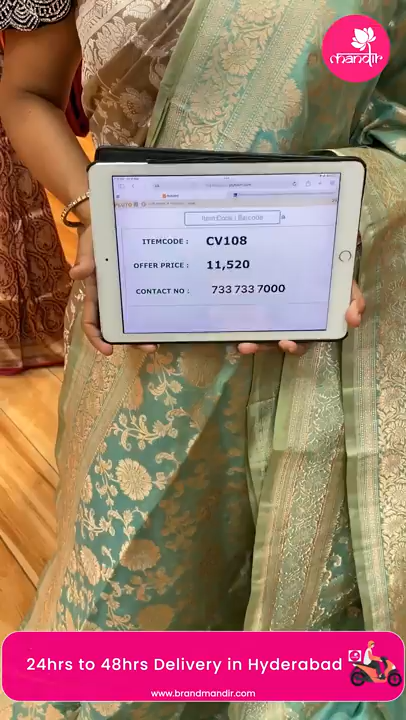 mandir
Item Code / Barcode
ITEMCODE : CV108
OFFER PRICE : 11,520
CONTACT NO : 733 733 7000
24hrs to 48hrs Delivery in Hyderabad
www.brandmandir.com